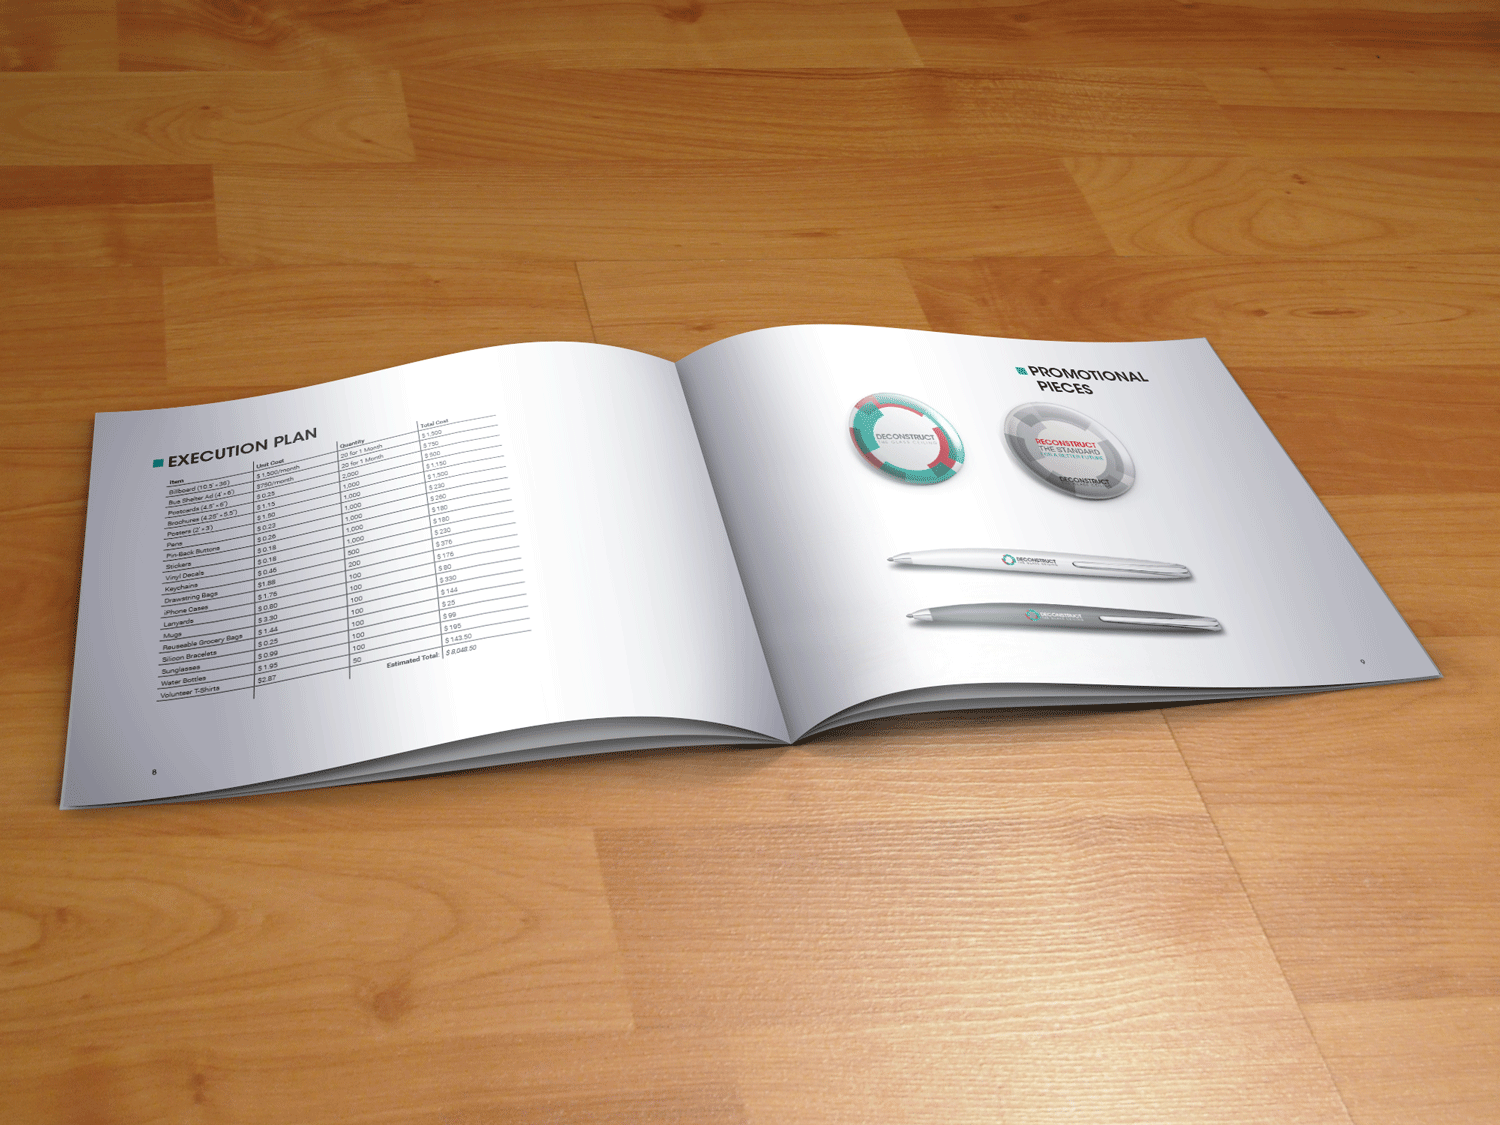 EXECUTION PLAN
Item Unit Cost Quantity Total Cost
Billboard (10.5' × 36') $ 1,500/month 20 for 1 Month $ 1,500
Bus Shelter Ad (4' × 6') $750/month 20 for 1 Month $ 750
Postcards (4.5" × 6") $ 0.25 2,000 $ 500
Brochures (4.25" × 5.5") $ 1.15 1,000 $ 1,150
Posters (2' × 3') $ 1.50 1,000 $ 1,500
Pens $ 0.23 1,000 $ 230
Pin-Back Buttons $ 0.26 1,000 $ 260
Stickers $ 0.18 1,000 $ 180
Vinyl Decals $ 0.18 1,000 $ 180
Keychains $ 0.46 500 $ 230
Drawstring Bags $1.88 200 $ 376
iPhone Cases $ 1.76 100 $ 176
Lanyards $ 0.80 100 $ 80
Mugs $ 3.30 100 $ 330
Reuseable Grocery Bags $ 1.44 100 $ 144
Silicon Bracelets $ 0.25 100 $ 25
Sunglasses $ 0.99 100 $ 99
Water Bottles $ 1.95 100 $ 195
Volunteer T-Shirts $2.87 50 $ 143.50
Eatimated Total: $ 8,048.50
8
PROMOTIONAL
PIECES
DECONSTRUCT
RECONSTRUCT
THE STANDARD
FOR A BETTER FUTURE
DECONSTRUCT
DECONSTRUCT
DECONSTRUCT
9